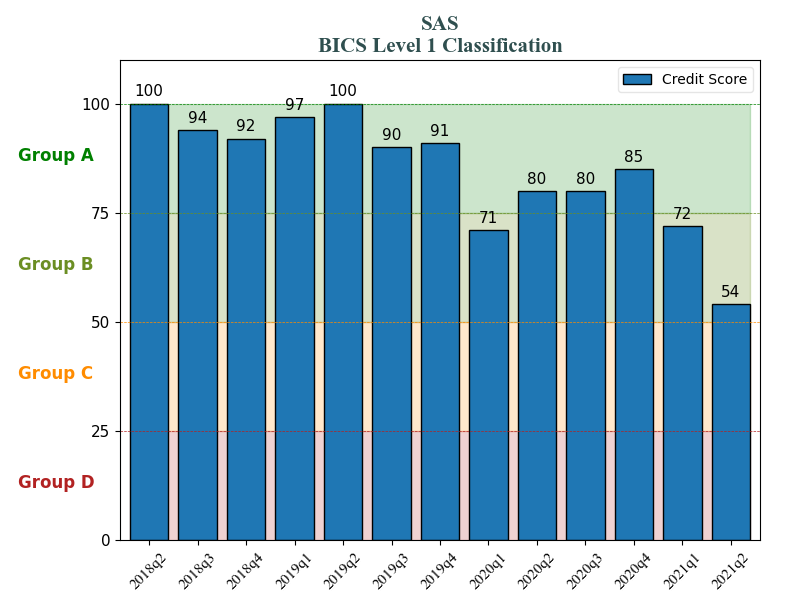 SAS
BICS Level 1 Classification
Credit Score
100
75
50
25
0
Group A
Group B
Group C
Group D
100
94
92
97
100
90
91
71
80
80
85
72
54
2018q2
2018q3
2018q4
2019q1
2019q2
2019q3
2019q4
2020q1
2020q2
2020q3
2020q4
2021q1
2021q2